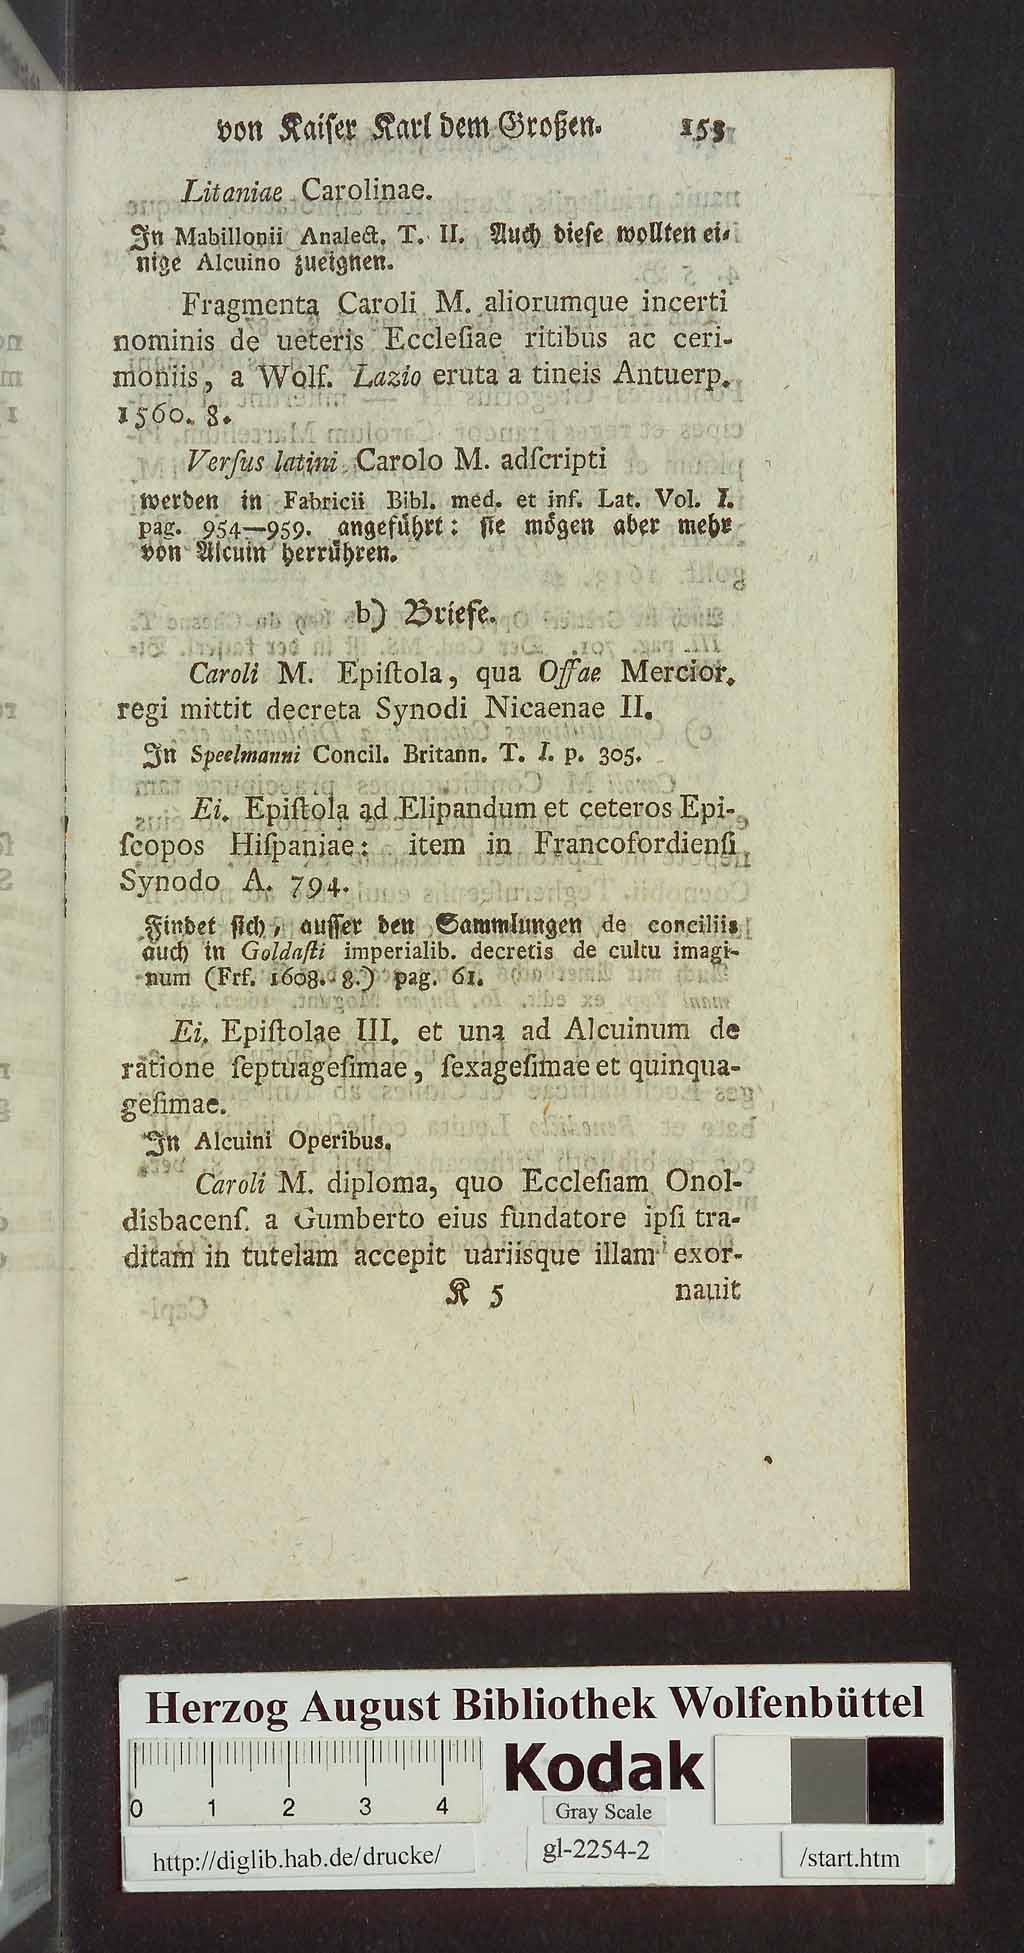 von Kaiser Karl dem Großen. 153
Litaniae Carolinae.
In Mabillonii Analect. T. II. Auch diese wollten ei-
nige Alcuino zueignen.
Fragmenta Caroli M. aliorumque incerti
nominis de ueteris Eccleſiae ritibus ac ceri-
moniis, a Wolf. Lazio eruta a tineis Antuerp.
1560. 8.
Verſus latini Carolo M. adſcripti
werden in Fabricii Bibl. med. et inf. Lat. Vol. I.
pag. 954—959. angeführt: ſie mögen aber mehr
von Alcuin herrühren.
b) Briefe.
Caroli M. Epiſtola, qua Offae Mercior.
regi mittit decreta Synodi Nicaenae II.
In Speelmanni Concil. Britann. T. I. p. 305.
Ei. Epiſtola ad Elipandum et ceteros Epi-
ſcopos Hiſpaniae: item in Francofordienſi
Synodo A. 794.
Findet ſich, auſſer den Sammlungen de conciliis
auch in Goldaſti imperialib. decretis de cultu imagi-
num (Frf. 1608. 8.) pag. 61.
Ei. Epiſtolae III. et una ad Alcuinum de
ratione ſeptuageſimae, ſexageſimae et quinqua-
geſimae.
In Alcuini Operibus.
Caroli M. diploma, quo Eccleſiam Onol-
disbacenſ. a Gumberto eius fundatore ipſi tra-
ditam in tutelam accepit uariisque illam exor-
K 5 nauit
Herzog August Bibliothek Wolfenbüttel
Kodak
0 1 2 3 4
Gray Scale
http://diglib.hab.de/drucke/ gl-2254-2 /start.htm